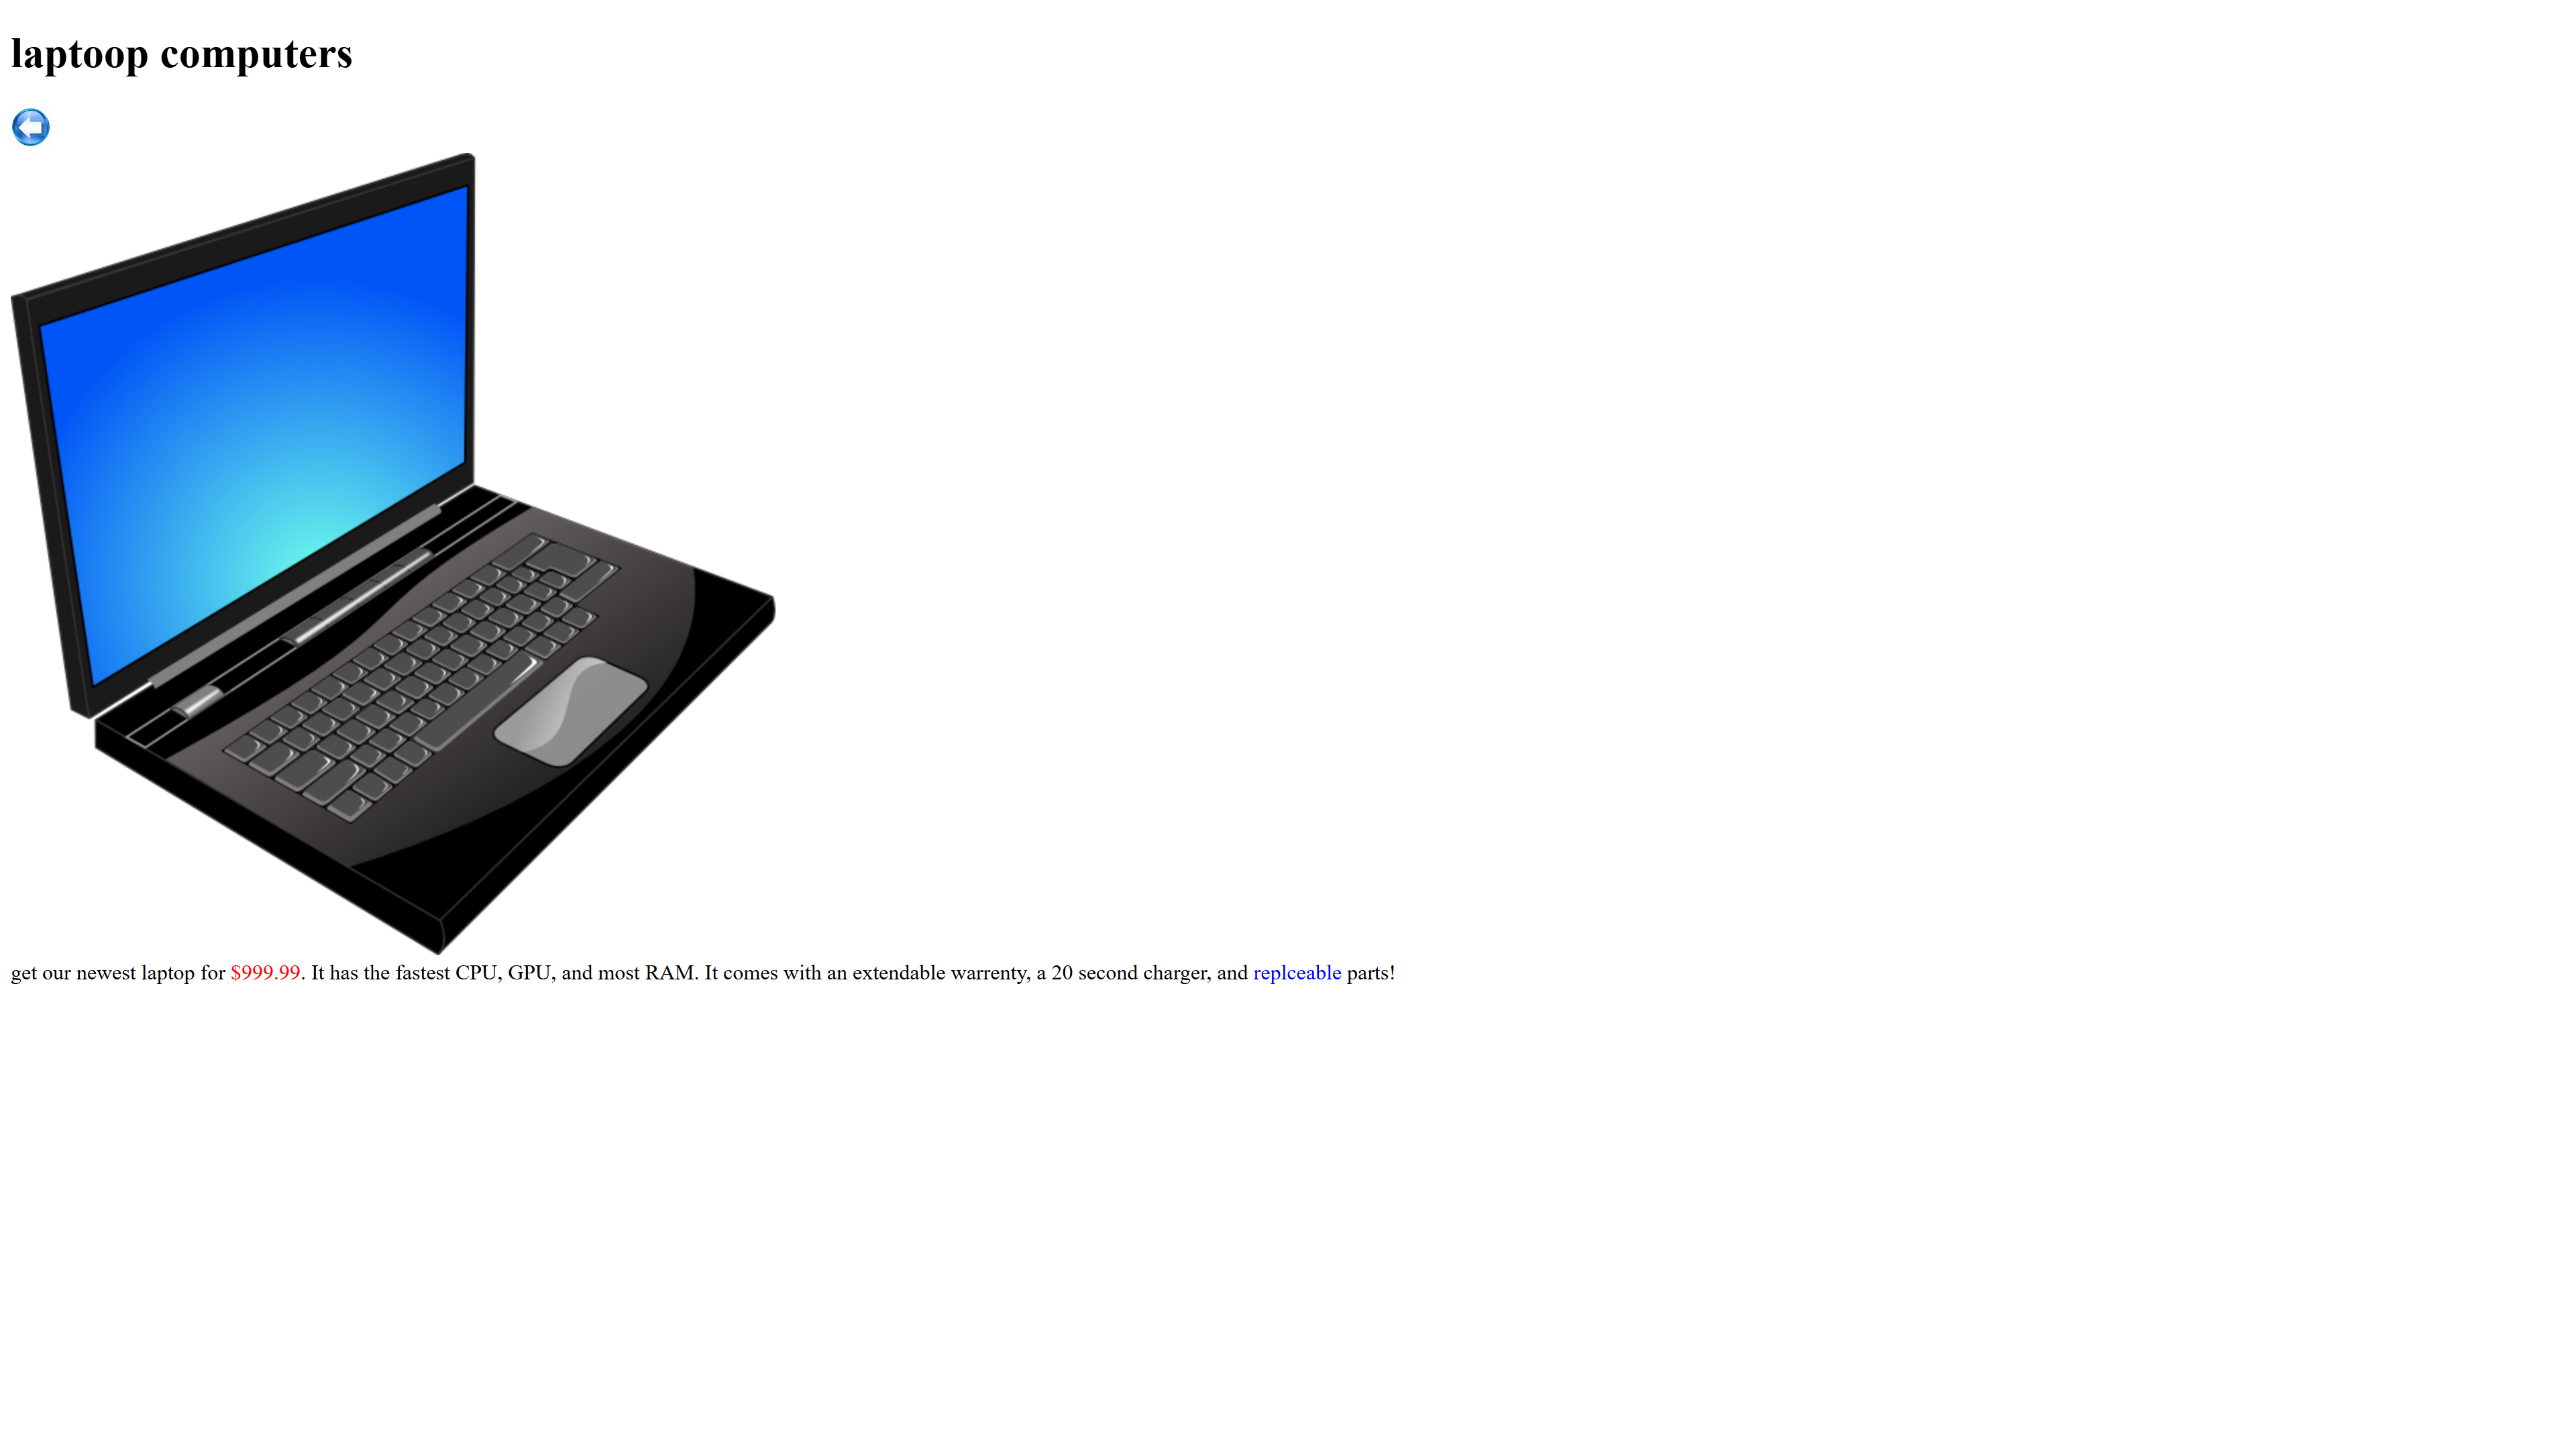 laptoop computers
get our newest laptop for $999.99. It has the fastest CPU, GPU, and most RAM. It comes with an extendable warrenty, a 20 second charger, and replceable parts!